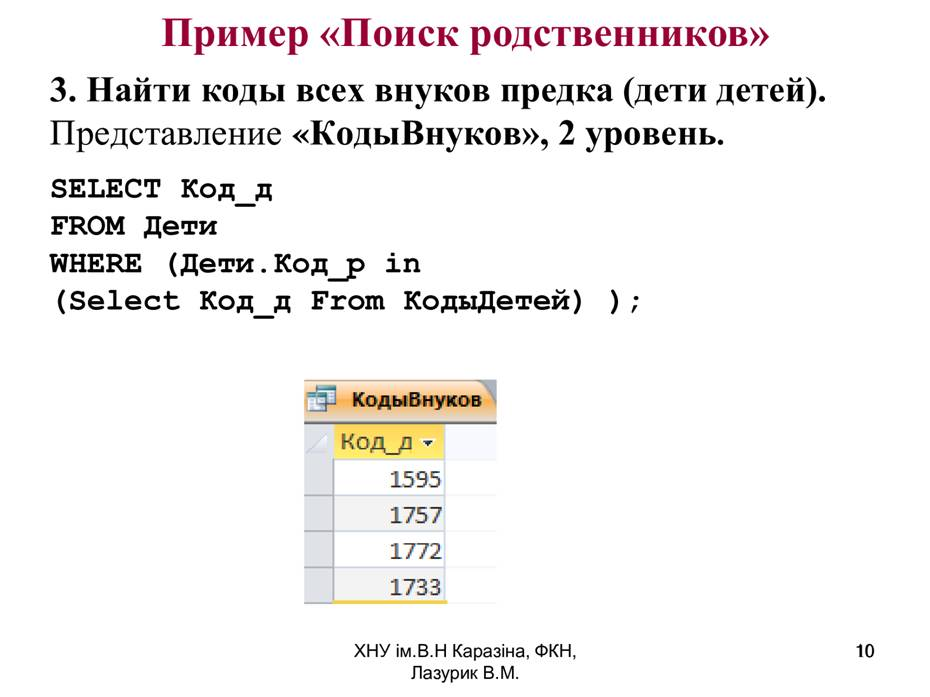 Пример «Поиск родственников»
3. Найти коды всех внуков предка (дети детей).
Представление «КодыВнуков», 2 уровень.
SELECT Код_д
FROM Дети
WHERE (Дети.Код_р in
(Select Код_д From КодыДетей) );
КодыВнуков
Код_д
1595
1757
1772
1733
ХНУ ім.В.Н Каразіна, ФКН,
Лазурик В.М.
10